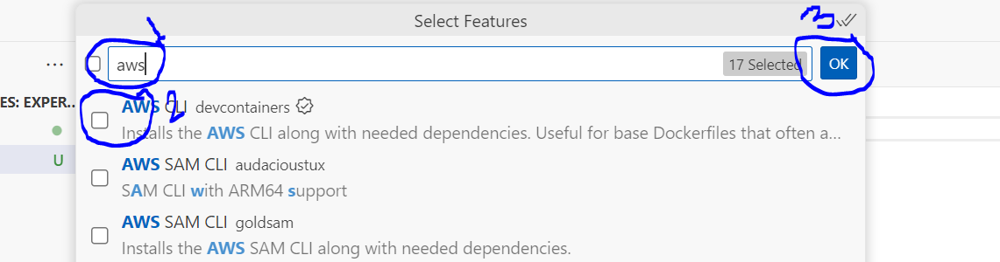 Select Features
3
1
aws
17 Selected
OK
...
ES: EXPER...
2
AWS CLI devcontainers
Installs the AWS CLI along with needed dependencies. Useful for base Dockerfiles that often a...
U
AWS SAM CLI audacioustux
SAM CLI with ARM64 support
AWS SAM CLI goldsam
Installs the AWS SAM CLI along with needed dependencies.